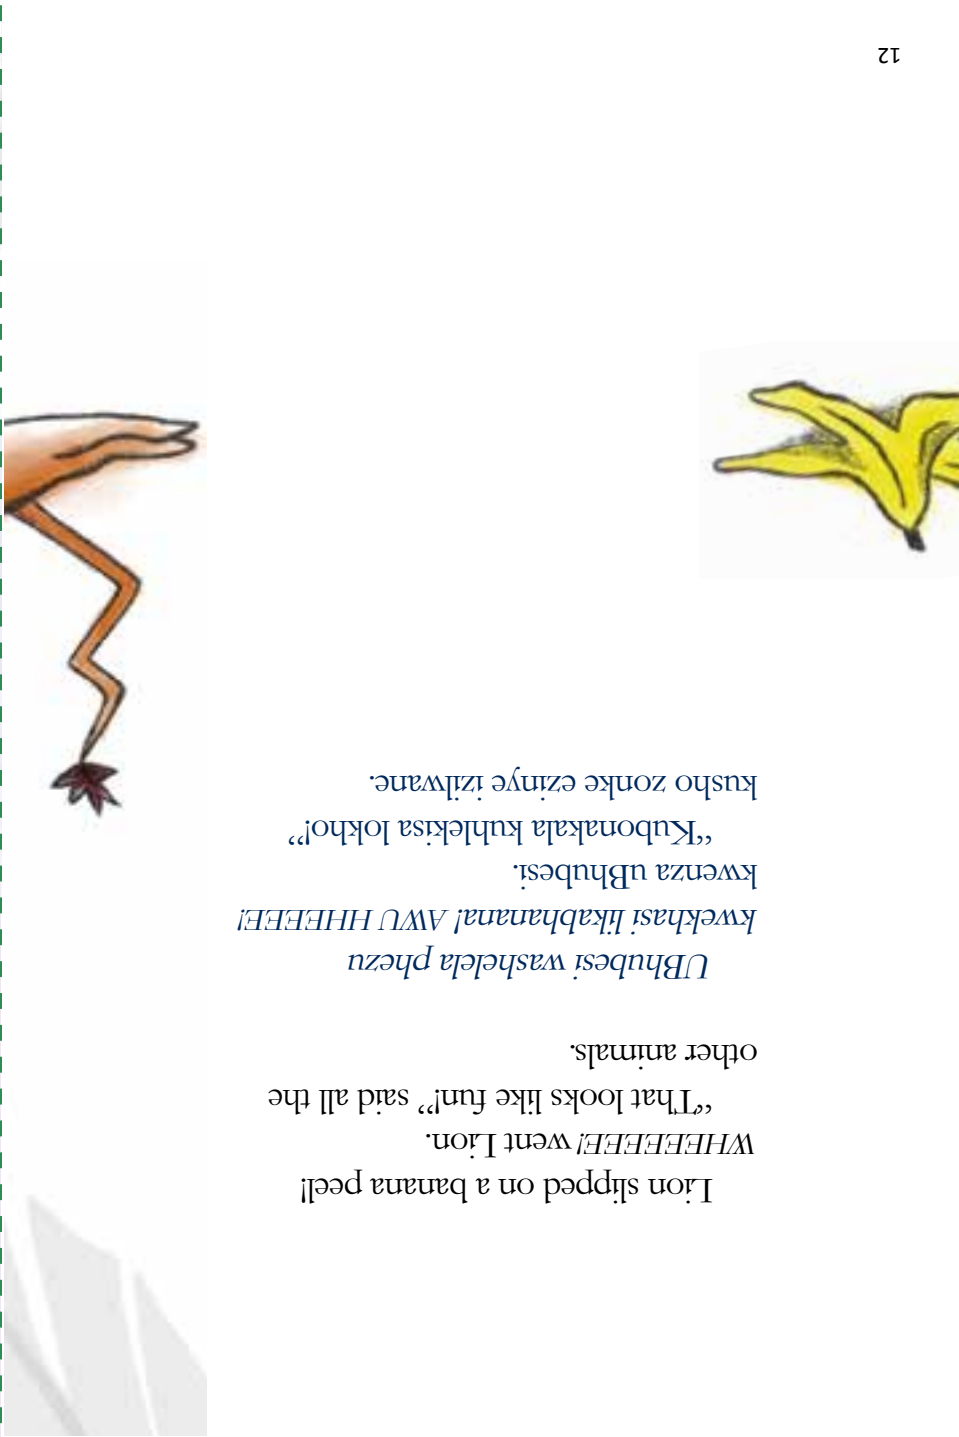 Lion slipped on a banana peel!
WHEEEEEEE! went Lion.
“That looks like fun!” said all the
other animals.
UBhubesi washelela phezu
kwekhasi likabhanana! AWU HHEEEE!
kwenza uBhubesi.
“Kubonakala kuhlekisa lokho!”
kusho zonke ezinye izilwane.
12